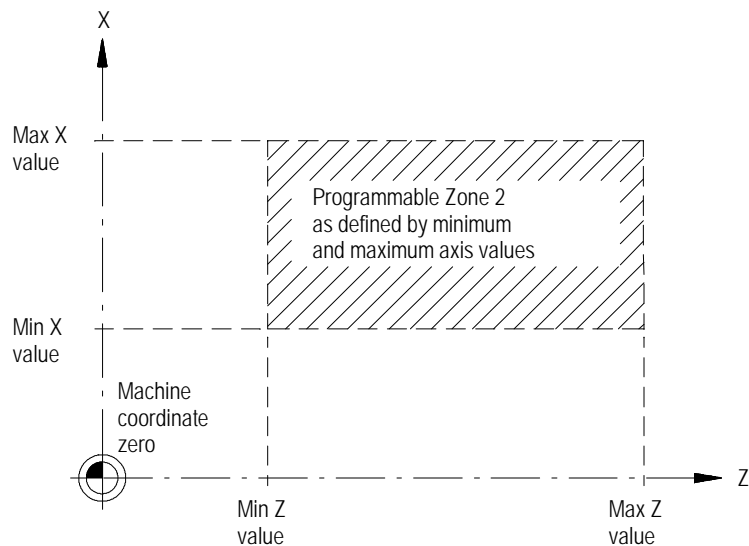 X
Max X
value
Programmable Zone 2
as defined by minimum
and maximum axis values
Min X
value
Machine
coordinate
zero
Z
Min Z
value
Max Z
value